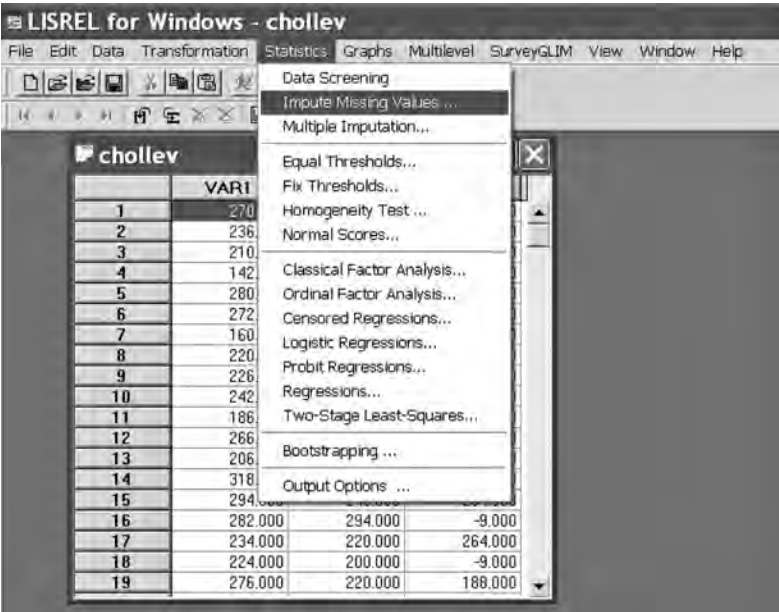 LISREL for Windows - chollev
File Edit Data Transformation Statistics Graphs Multilevel SurveyGLIM View Window Help
Data Screening
Impute Missing Values ...
Multiple Imputation...
Equal Thresholds...
Fix Thresholds...
Homogeneity Test ...
Normal Scores...
Classical Factor Analysis...
Ordinal Factor Analysis...
Censored Regressions...
Logistic Regressions...
Probit Regressions...
Regressions...
Two-Stage Least-Squares...
Bootstrapping ...
Output Options ...
chollev
VAR1
1 270
2 236.
3 210.
4 142.
5 280.
6 272.
7 160.
8 220.
9 226.
10 242.
11 186.
12 266.
13 206.
14 318.
15 294.000
16 282.000 294.000 -9.000
17 234.000 220.000 264.000
18 224.000 200.000 -9.000
19 276.000 220.000 188.000